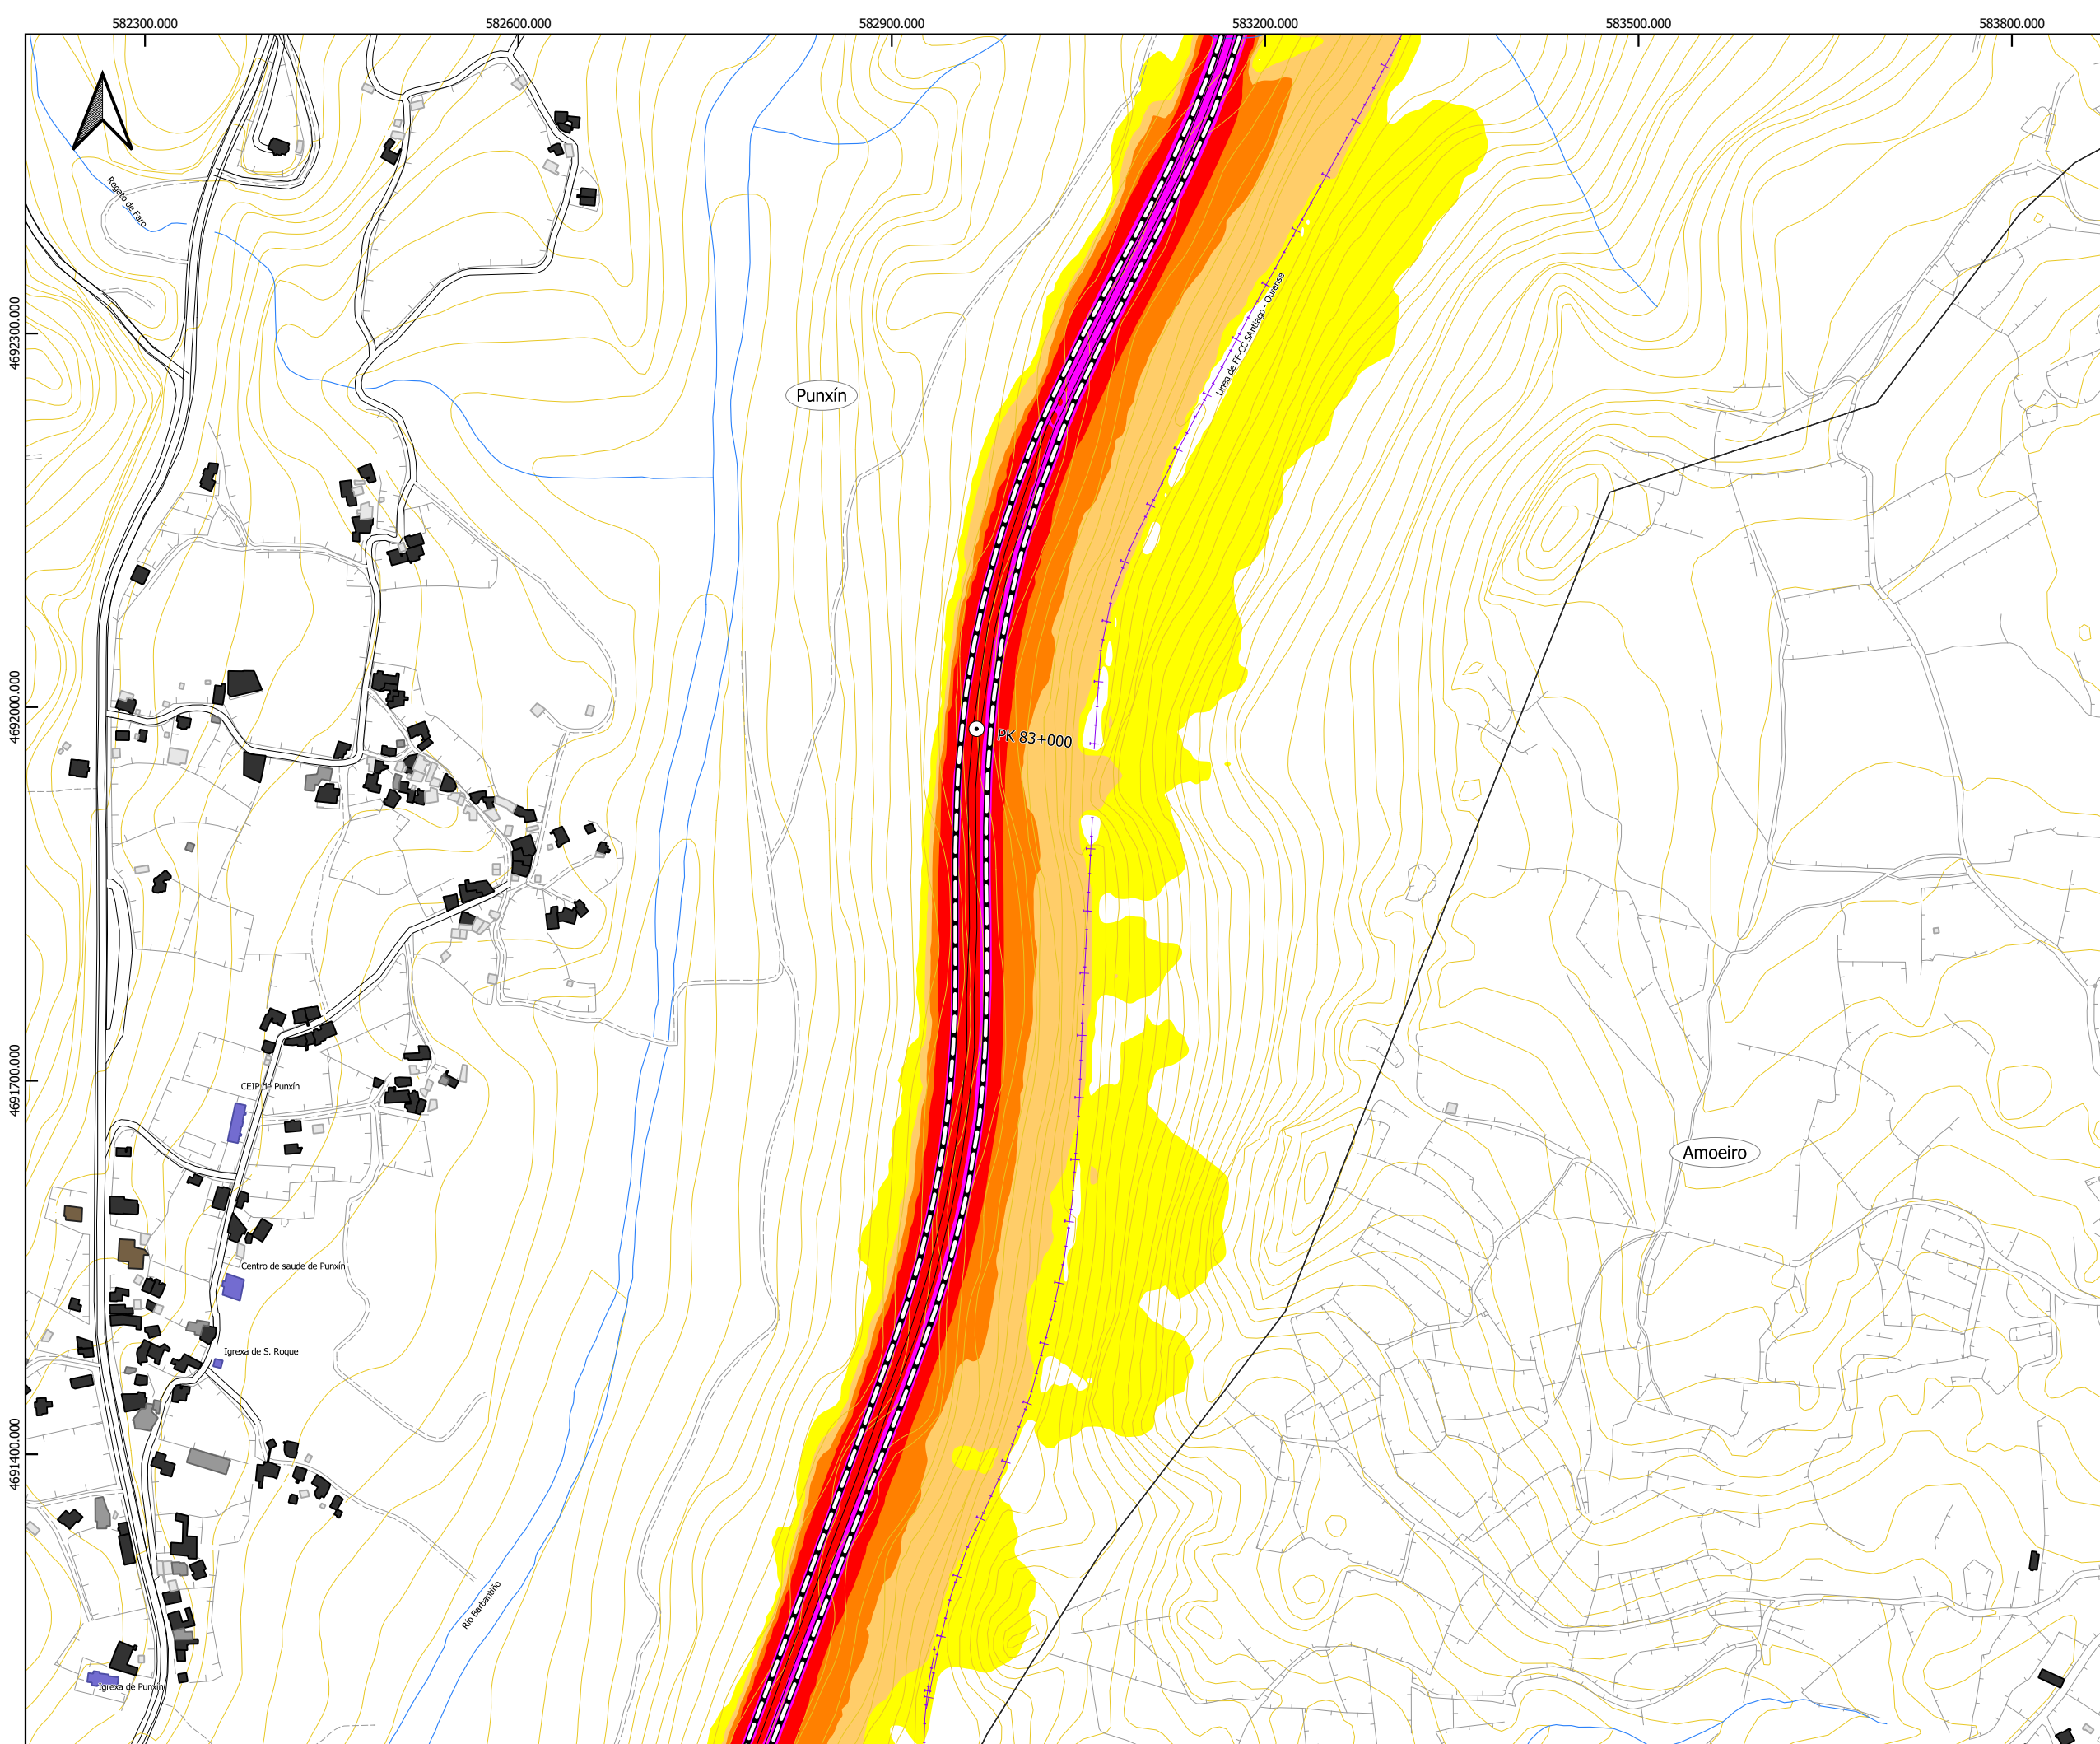 582300.000
582600.000
582900.000
583200.000
583500.000
583800.000
4692300.000
4692000.000
4691700.000
4691400.000
Regato de Faro
Línea de FF-CC SAntiago - Ourense
Punxín
PK 83+000
CEIP de Punxín
Amoeiro
Centro de saude de Punxín
Igrexa de S. Roque
Río Barbantiño
Igrexa de Punxín